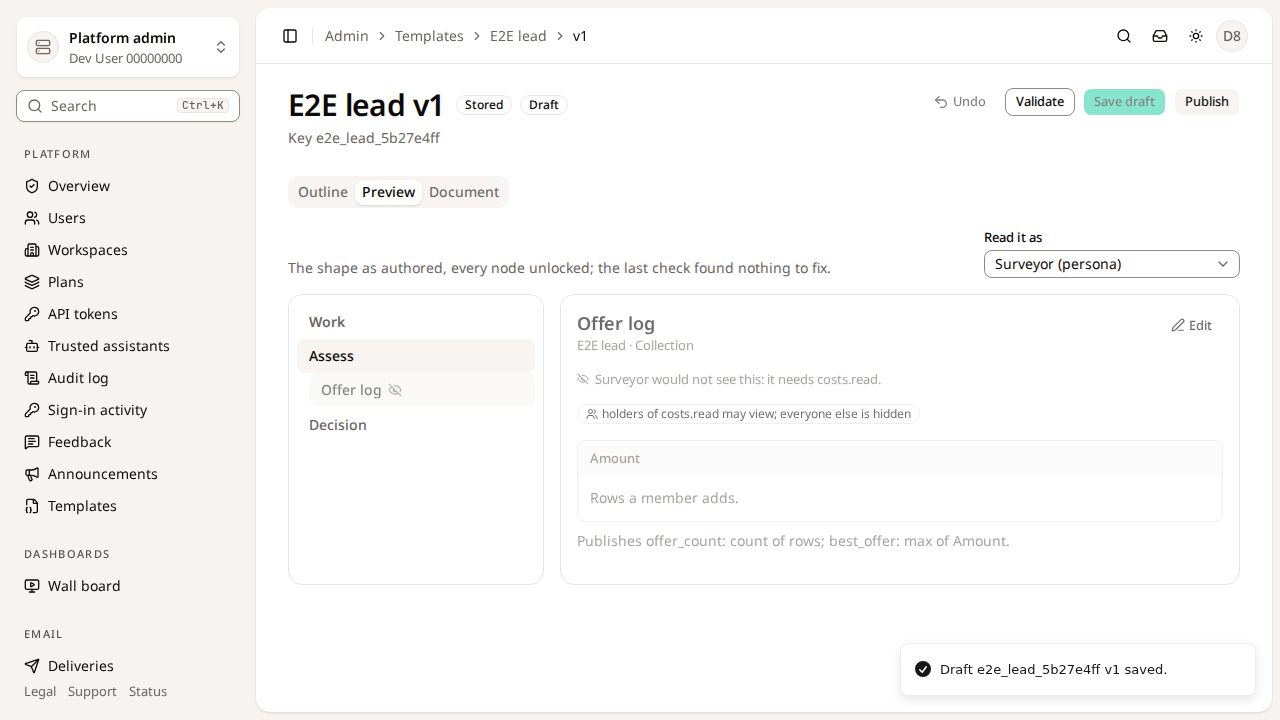 Platform admin
Dev User 00000000
Search Ctrl+K
PLATFORM
Overview
Users
Workspaces
Plans
API tokens
Trusted assistants
Audit log
Sign-in activity
Feedback
Announcements
Templates
DASHBOARDS
Wall board
EMAIL
Deliveries
Legal Support Status
Admin Templates E2E lead v1
D8
E2E lead v1 Stored Draft
Key e2e_lead_5b27e4ff
Undo Validate Save draft Publish
Outline Preview Document
Read it as
The shape as authored, every node unlocked; the last check found nothing to fix.
Surveyor (persona)
Work
Assess
Offer log
Decision
Offer log
Edit
E2E lead · Collection
Surveyor would not see this: it needs costs.read.
holders of costs.read may view; everyone else is hidden
Amount
Rows a member adds.
Publishes offer_count: count of rows; best_offer: max of Amount.
Draft e2e_lead_5b27e4ff v1 saved.